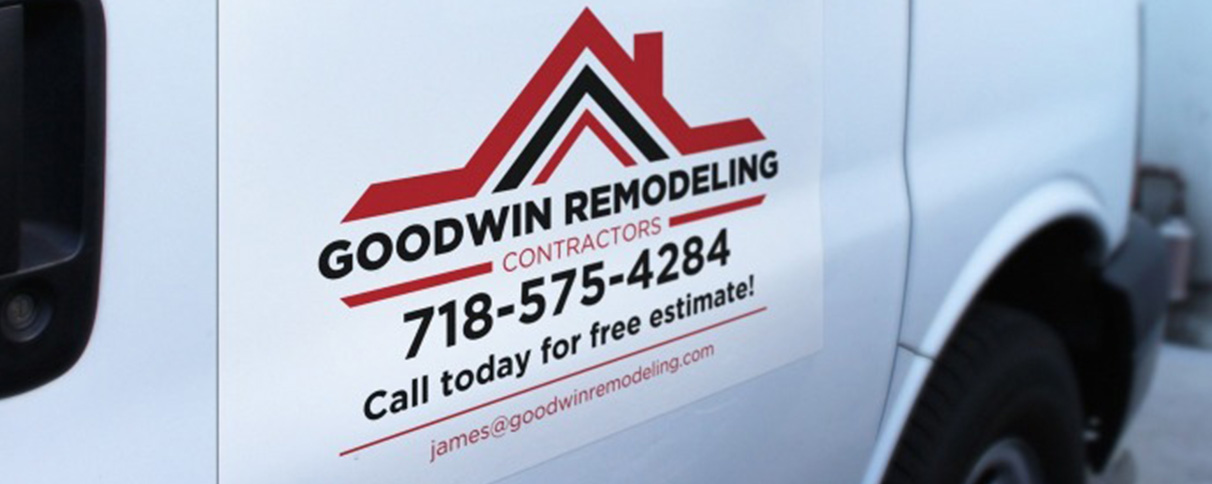 GOODWIN REMODELING
CONTRACTORS
718-575-4284
Call today for free estimate!
james@goodwinremodeling.com